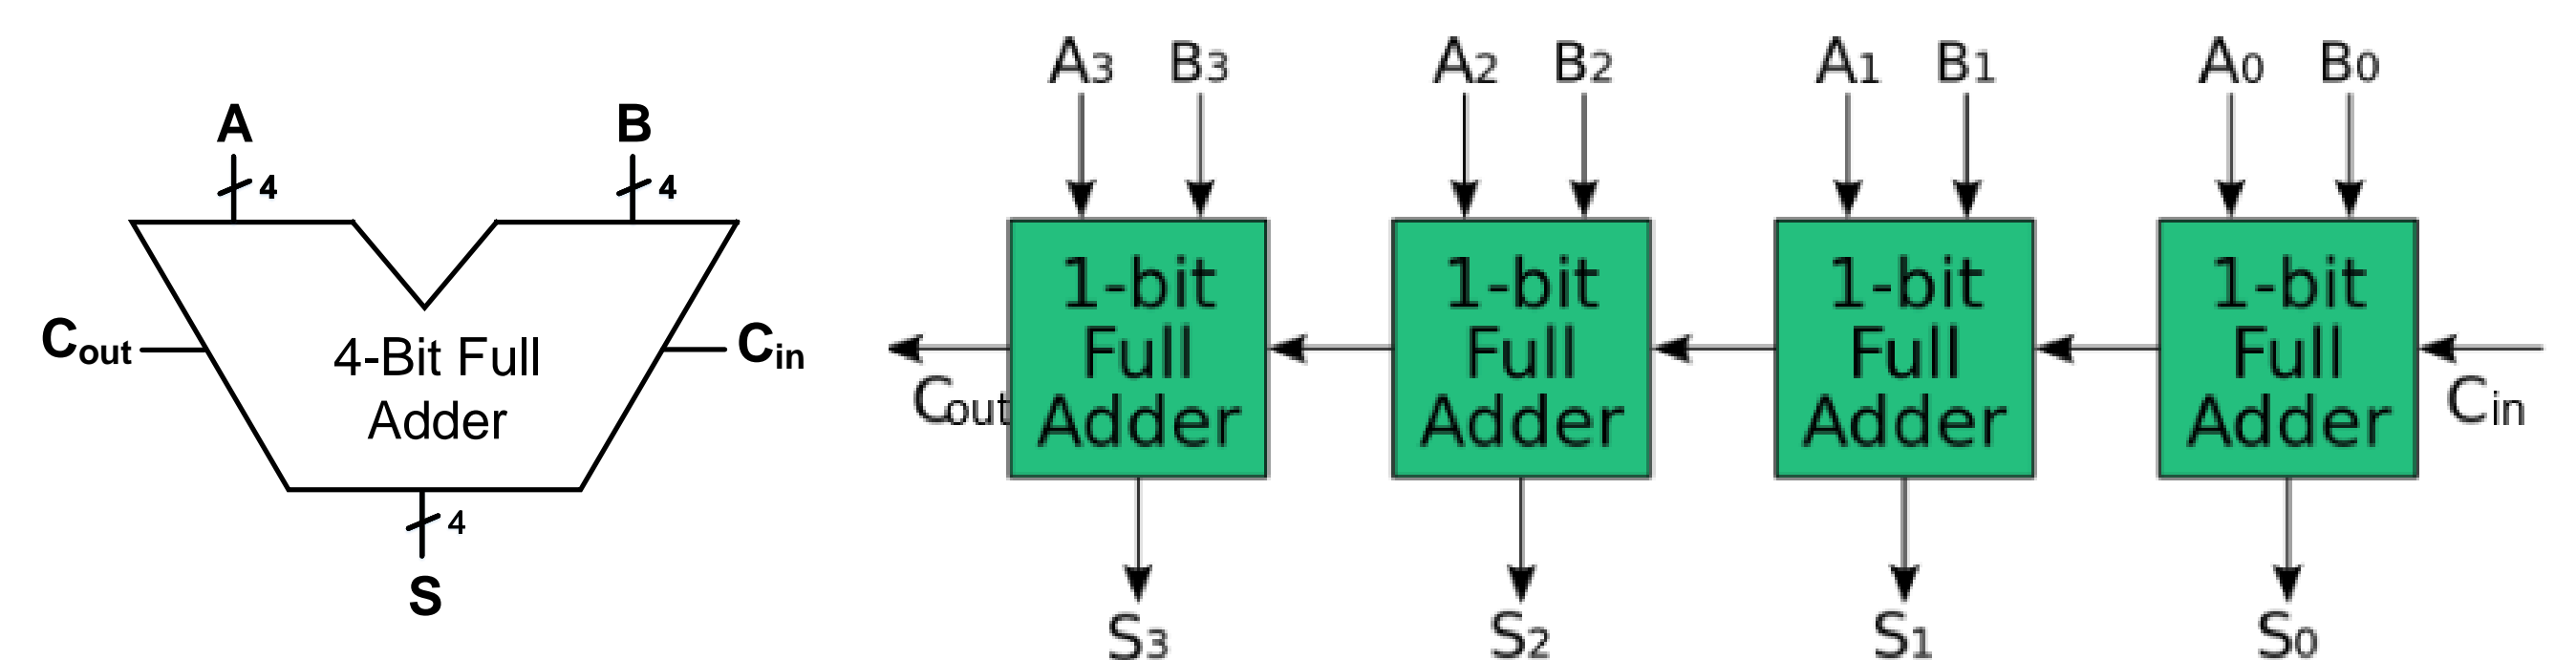 A B
4 4
Cout Cin
4-Bit Full
Adder
4
S
A3 B3 A2 B2 A1 B1 A0 B0
1-bit 1-bit 1-bit 1-bit
Full Full Full Full
Adder Adder Adder Adder
Cout Cin
S3 S2 S1 S0